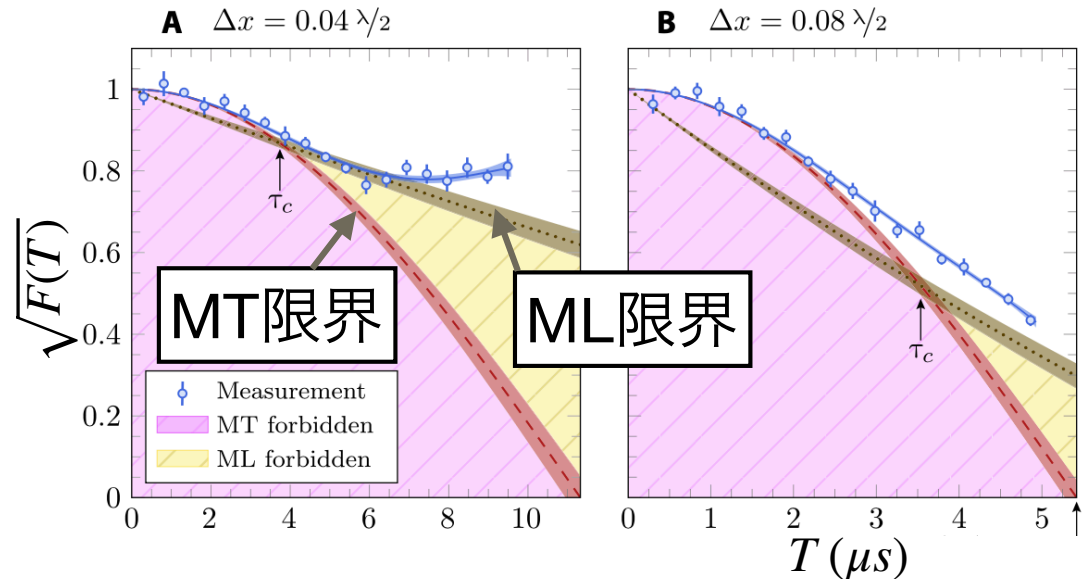 A Δx = 0.04 λ/2
B Δx = 0.08 λ/2
1
0.8
0.6
0.4
0.2
0
√F(T)
τc
τc
MT限界
ML限界
Measurement
MT forbidden
ML forbidden
0 2 4 6 8 10
0 1 2 3 4 5
T (μs)